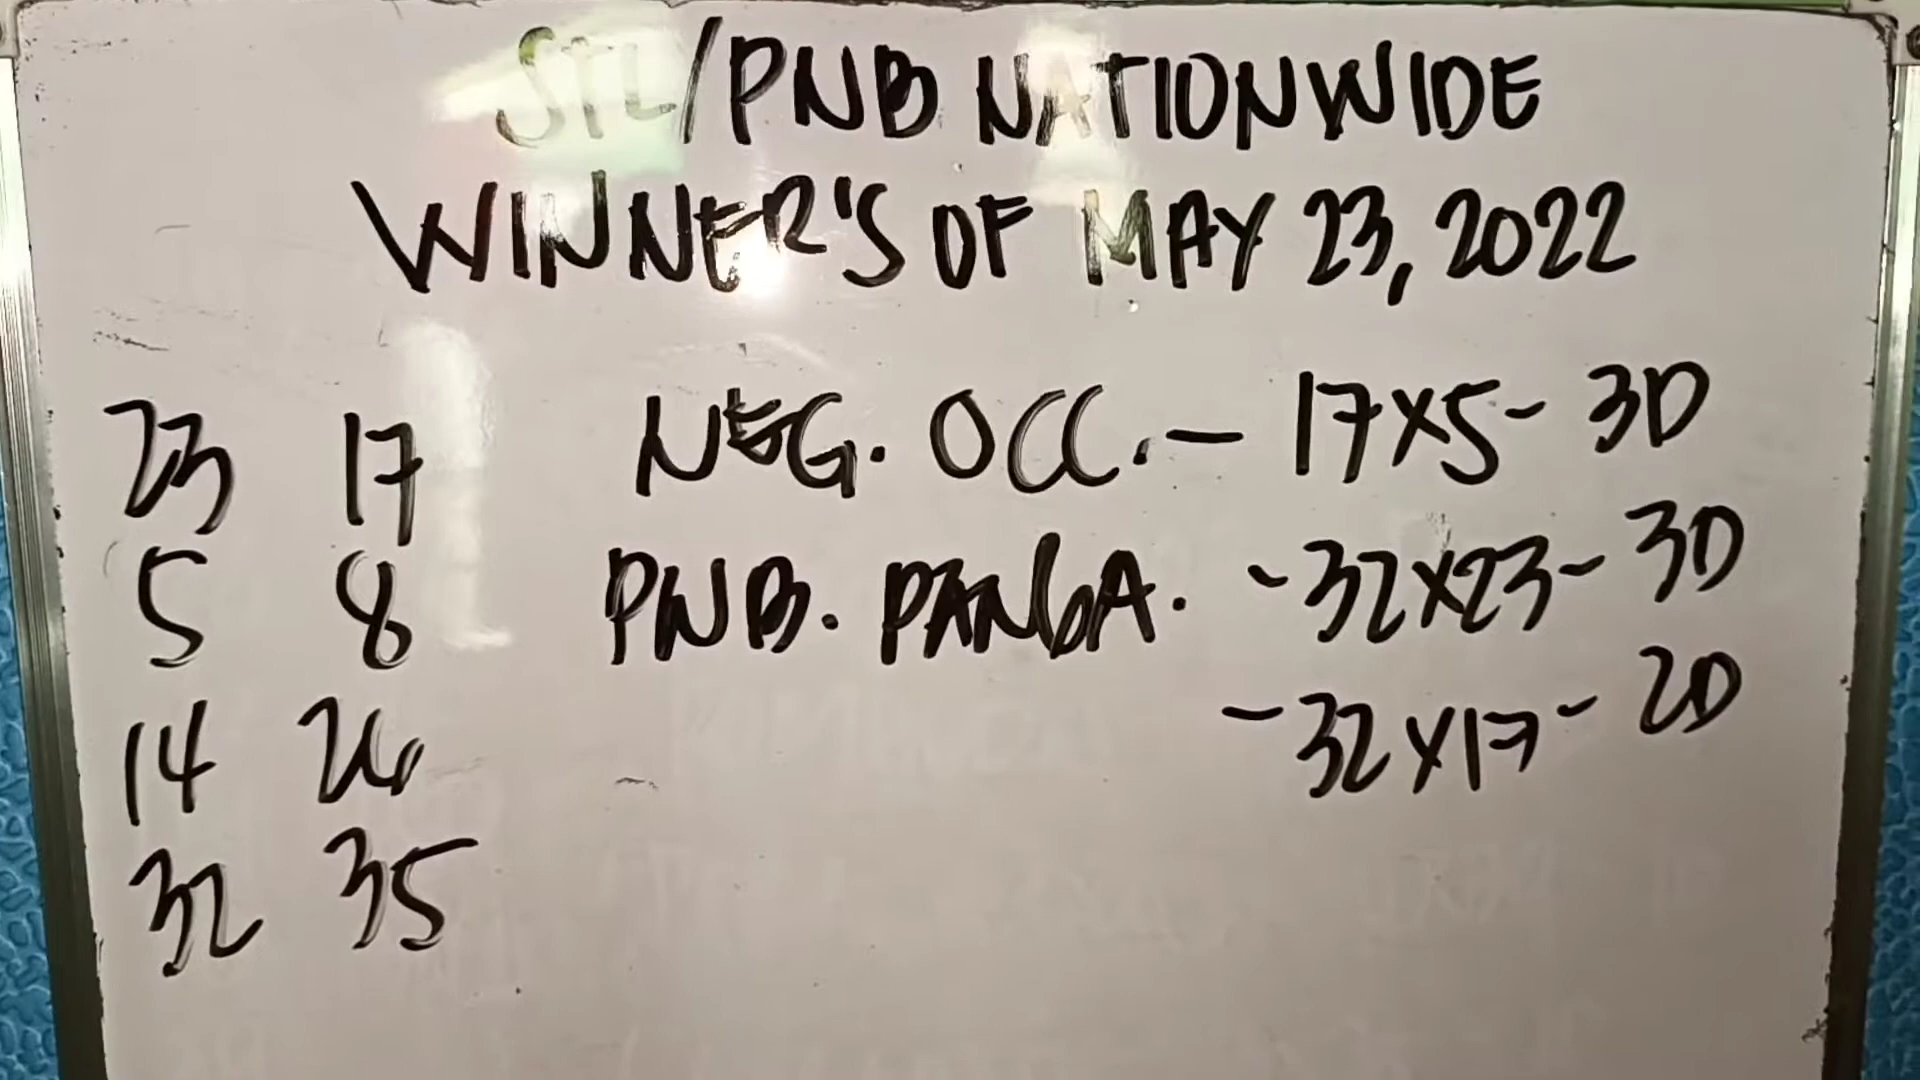 STL/PNB NATIONWIDE
WINNER'S OF MAY 23, 2022
23 17 NEG. OCC. - 17X5 - 3D
5 8 PNB. PANGA. - 32X23 - 3D
14 26 - 32X17 - 2D
32 35